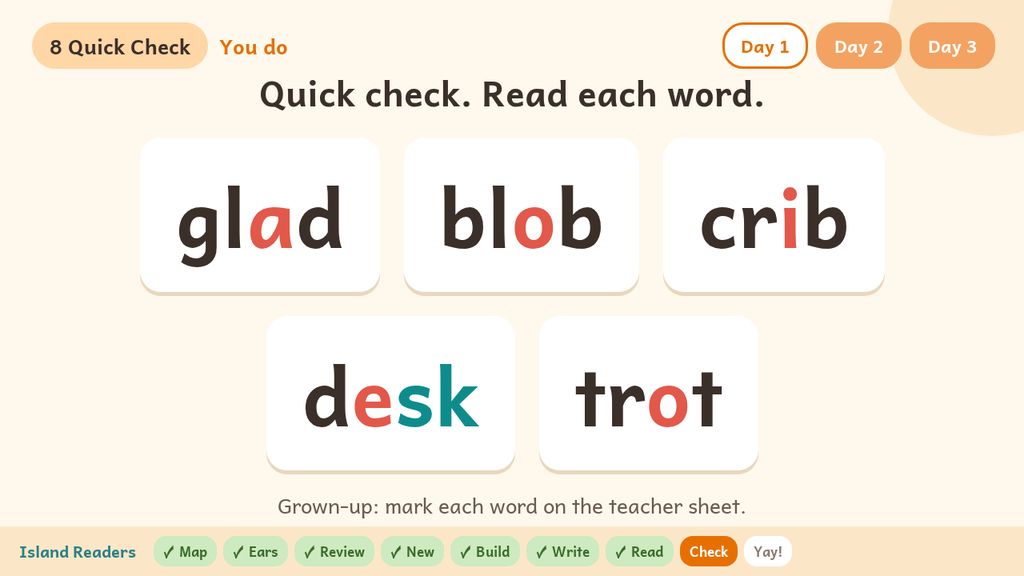 8 Quick Check You do Day 1 Day 2 Day 3
Quick check. Read each word.
glad blob crib
desk trot
Grown-up: mark each word on the teacher sheet.
Island Readers ✓ Map ✓ Ears ✓ Review ✓ New ✓ Build ✓ Write ✓ Read Check Yay!